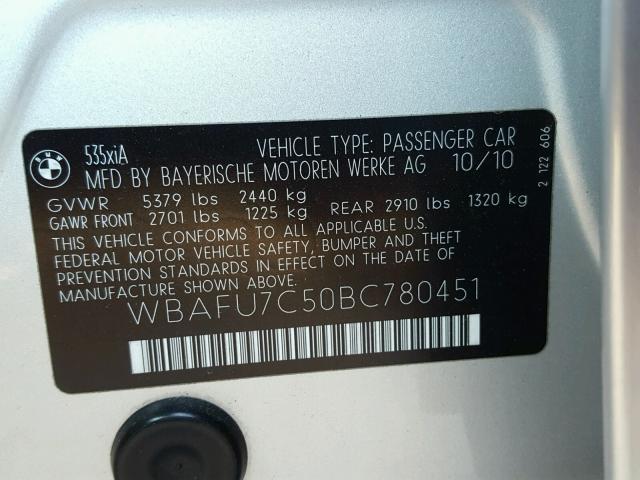 BMW
535xiA VEHICLE TYPE: PASSENGER CAR
MFD BY BAYERISCHE MOTOREN WERKE AG 10/10
GVWR 5379 lbs 2440 kg
GAWR FRONT 2701 lbs 1225 kg REAR 2910 lbs 1320 kg
THIS VEHICLE CONFORMS TO ALL APPLICABLE U.S.
FEDERAL MOTOR VEHICLE SAFETY, BUMPER AND THEFT
PREVENTION STANDARDS IN EFFECT ON THE DATE OF
MANUFACTURE SHOWN ABOVE.
WBAFU7C50BC780451
2 122 606